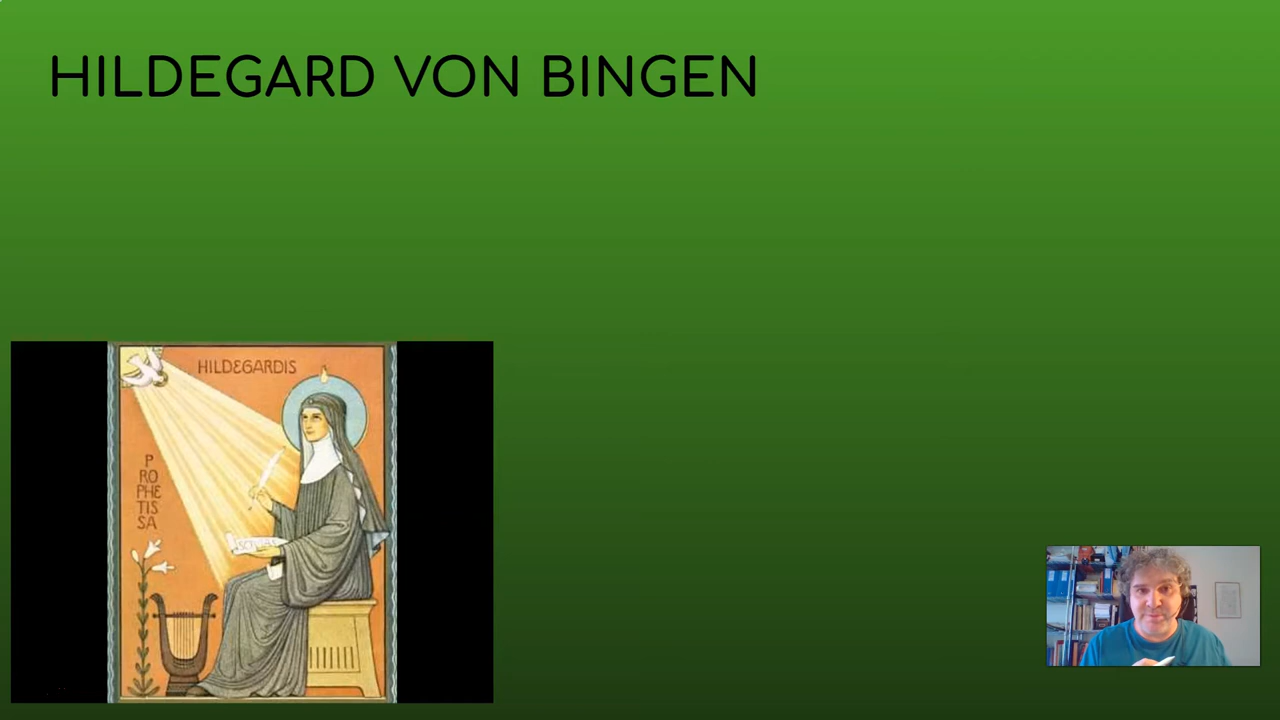 HILDEGARD VON BINGEN
HILDEGARDIS
P
RO
PHE
TIS
SA